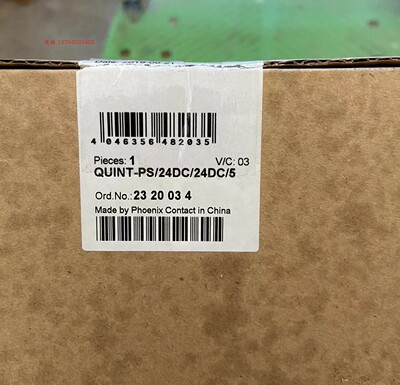 4 046356 482035
Pieces: 1 V/C: 03
QUINT-PS/24DC/24DC/5
Ord.No.: 23 20 03 4
Made by Phoenix Contact in China